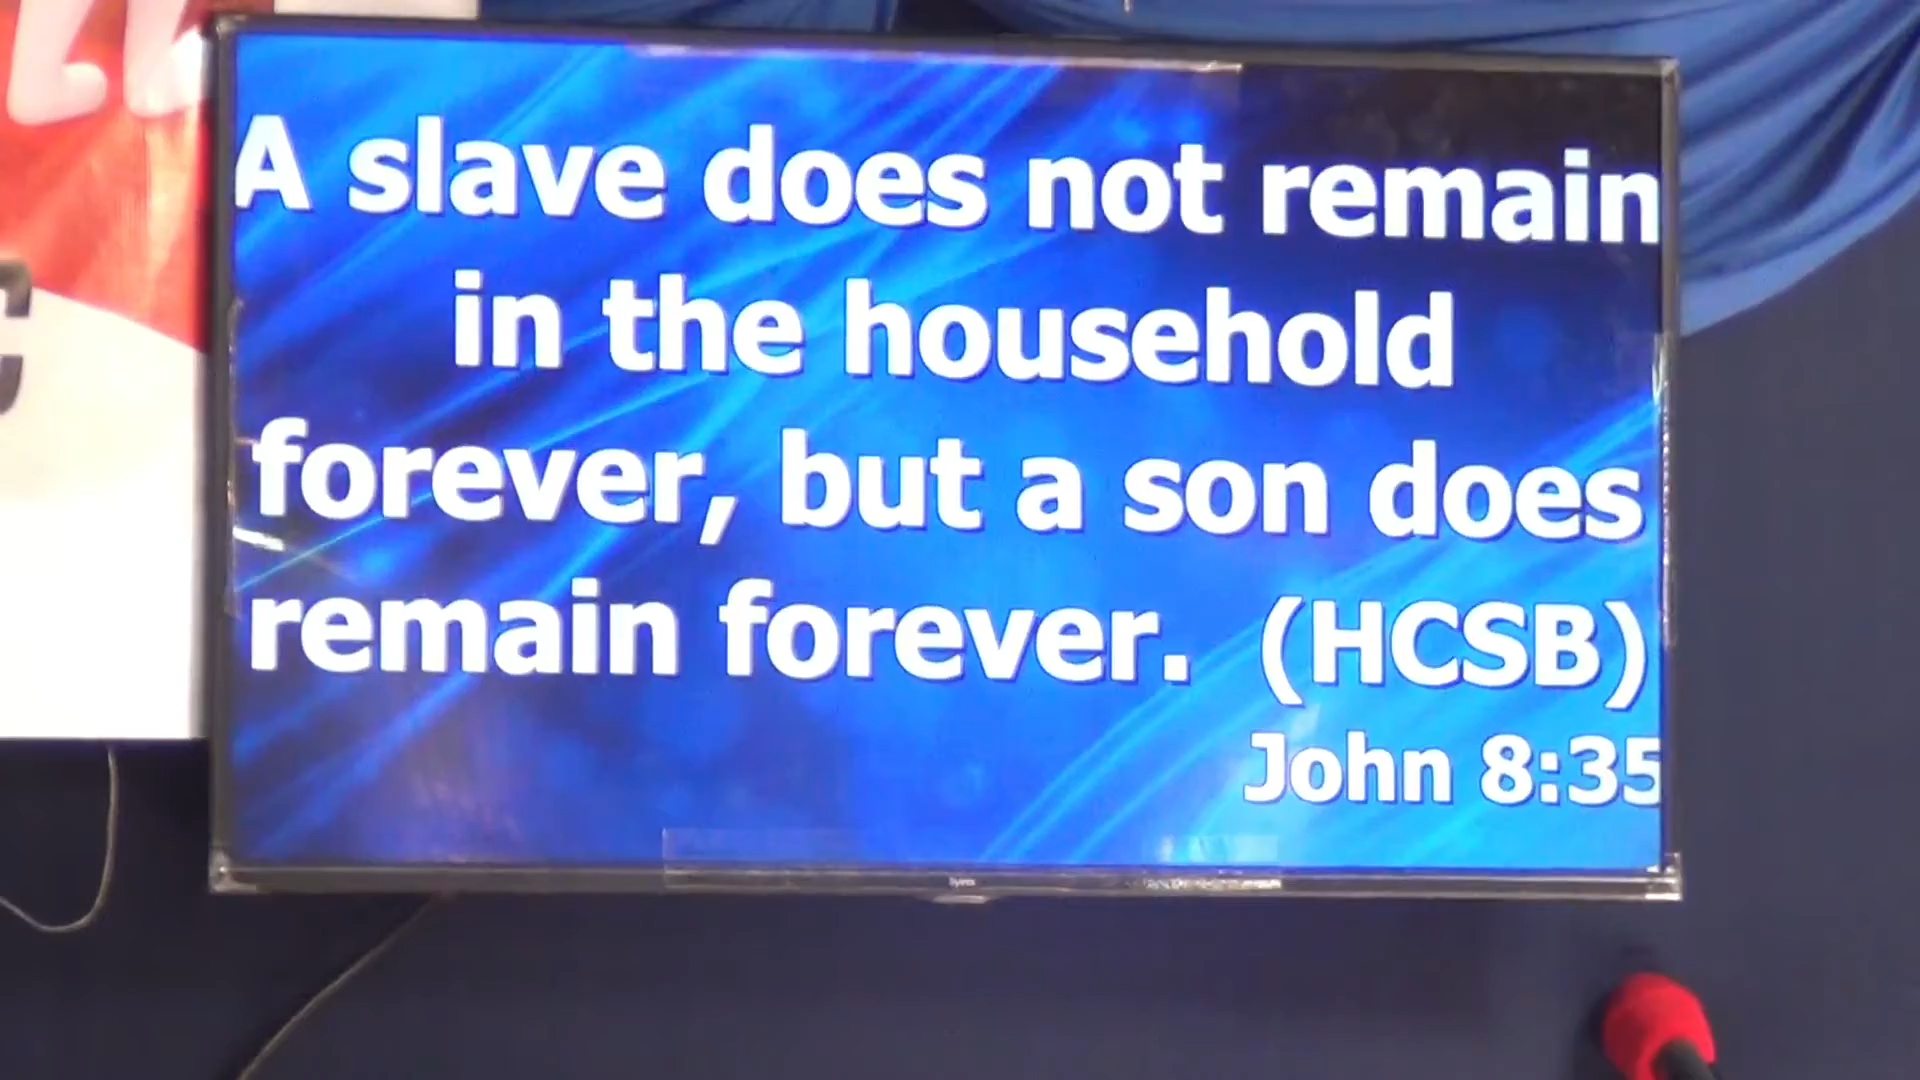 A slave does not remain
in the household
forever, but a son does
remain forever. (HCSB)
John 8:35